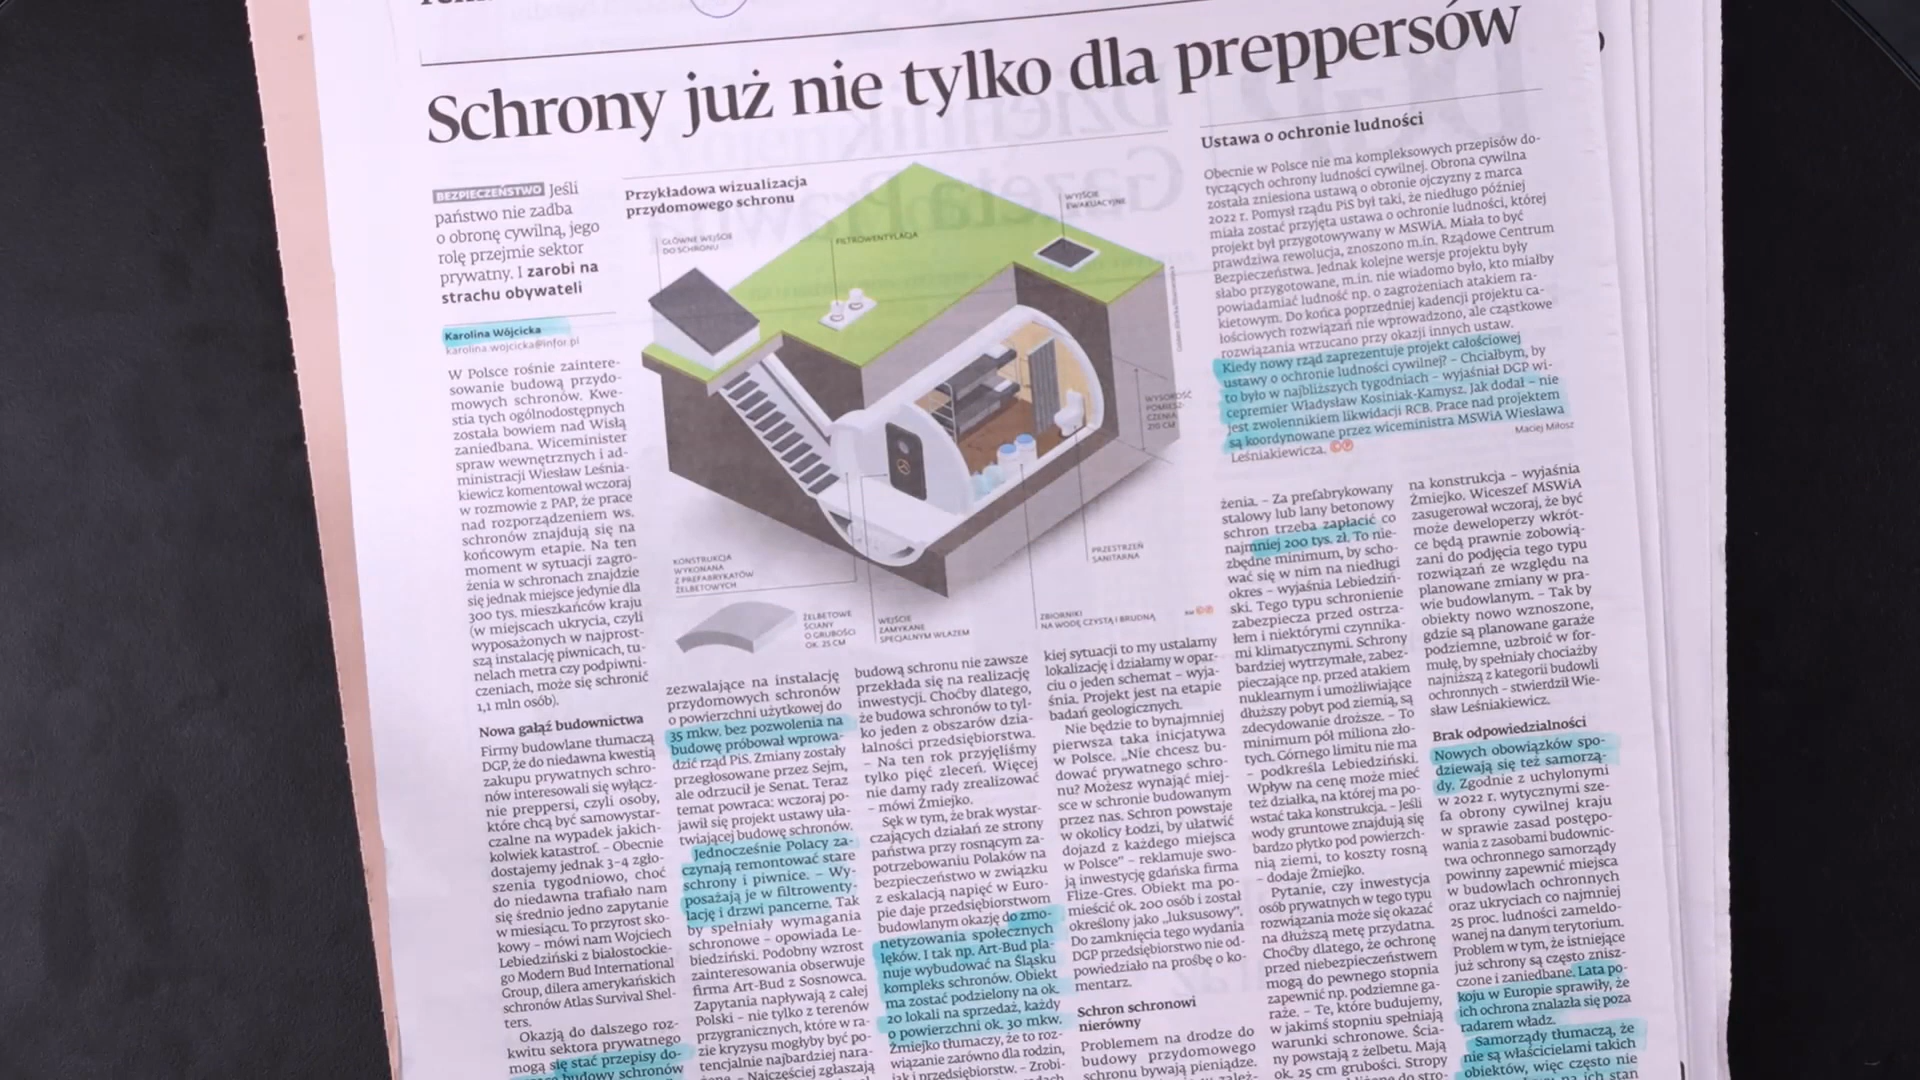 Schrony już nie tylko dla preppersów
BEZPIECZEŃSTWO Jeśli
państwo nie zadba
o obronę cywilną, jego
rolę przejmie sektor
prywatny. I zarobi na
strachu obywateli
Karolina Wójcicka
karolina.wojcicka@infor.pl
W Polsce rośnie zainte-
sowanie budową przydo-
mowych schronów. Kwe-
stia tych ogólnodostępnych
została bowiem nad Wisłą
zaniedbana. Wiceminister
spraw wewnętrznych i ad-
ministracji Wiesław Leśnia-
kiewicz komentował wczoraj
w rozmowie z PAP, że prace
nad rozporządzeniem ws.
schronów znajdują się na
końcowym etapie. Na ten
moment w sytuacji zagro-
żenia w schronach znajdzie
się jednak miejsce jedynie dla
300 tys. mieszkańców kraju
(w miejscach ukrycia, czyli
wyposażonych w najprost-
szą instalację piwnicach, tu-
nelach metra czy podpiwni-
czeniach, może się schronić
1,1 mln osób).
Nowa gałąź budownictwa
Firmy budowlane tłumaczą
DGP, że do niedawna kwestią
zakupu prywatnych schro-
nów interesowali się wyłącz-
nie preppersi, czyli osoby,
które chcą być samowystar-
czalne na wypadek jakich-
kolwiek katastrof. – Obecnie
dostajemy jednak 3–4 zgło-
szenia tygodniowo, choć
do niedawna trafiało nam
się średnio jedno zapytanie
w miesiącu. To przyrost sko-
kowy – mówi nam Wojciech
Lebiedziński z białostockie-
go Modern Bud International
Group, dilera amerykańskich
schronów Atlas Survival Shel-
ters.
Okazją do dalszego roz-
kwitu sektora prywatnego
mogą się stać przepisy do-
budowy schronów
Przykładowa wizualizacja
przydomowego schronu
GŁÓWNE WEJŚCIE
DO SCHRONU
FILTROWENTYLACJA
WYJŚCIE
EWAKUACYJNE
WYSOKOŚĆ
POMIESZ-
CZENIA
210 CM
KONSTRUKCJA
WYKONANA
Z PREFABRYKATÓW
ŻELBETOWYCH
ŻELBETOWE
ŚCIANY
O GRUBOŚCI
OK. 25 CM
WEJŚCIE
ZAMYKANE
SPECJALNYM WŁAZEM
ZBIORNIKI
NA WODĘ CZYSTĄ I BRUDNĄ
PRZESTRZEŃ
SANITARNA
zezwalające na instalację
przydomowych schronów
o powierzchni użytkowej do
35 mkw. bez pozwolenia na
budowę próbował wprowa-
dzić rząd PiS. Zmiany zostały
przegłosowane przez Sejm,
ale odrzucił je Senat. Teraz
temat powraca: wczoraj po-
jawił się projekt ustawy uła-
twiającej budowę schronów.
Jednocześnie Polacy za-
czynają remontować stare
schrony i piwnice. – Wy-
posażają je w filtrowenty-
lację i drzwi pancerne. Tak
by spełniały wymagania
schronowe – opowiada Le-
biedziński. Podobny wzrost
zainteresowania obserwuje
firma Art-Bud z Sosnowca.
Zapytania napływają z całej
Polski – nie tylko z terenów
przygranicznych, które w ra-
zie kryzysu mogłyby być po-
tencjalnie najbardziej nara-
– Najczęściej zgłaszają
budową schronu nie zawsze
przekłada się na realizację
inwestycji. Choćby dlatego,
że budowa schronów to tyl-
ko jeden z obszarów dzia-
łalności przedsiębiorstwa.
– Na ten rok przyjęliśmy
tylko pięć zleceń. Więcej
nie damy rady zrealizować
– mówi Żmiejko.
Sęk w tym, że brak wystar-
czających działań ze strony
państwa przy rosnącym za-
potrzebowaniu Polaków na
bezpieczeństwo w związku
z eskalacją napięć w Euro-
pie daje przedsiębiorstwom
budowlanym okazję do zmo-
netyzowania społecznych
lęków. I tak np. Art-Bud pla-
nuje wybudować na Śląsku
kompleks schronów. Obiekt
ma zostać podzielony na ok.
20 lokali na sprzedaż, każdy
o powierzchni ok. 30 mkw.
Żmiejko tłumaczy, że to roz-
wiązanie zarówno dla rodzin,
jak i przedsiębiorstw. – Zrobi-
kiej sytuacji to my ustalamy
lokalizację i działamy w opar-
ciu o jeden schemat – wyja-
śnia. Projekt jest na etapie
badań geologicznych.
Nie będzie to bynajmniej
pierwsza taka inicjatywa
w Polsce. „Nie chcesz bu-
dować prywatnego schro-
nu? Możesz wynająć miej-
sce w schronie budowanym
przez nas. Schron powstaje
w okolicy Łodzi, by ułatwić
dojazd z każdego miejsca
w Polsce” – reklamuje swo-
ją inwestycję gdańska firma
Flize-Gres. Obiekt ma po-
mieścić ok. 200 osób i został
określony jako „luksusowy”.
Do zamknięcia tego wydania
DGP przedsiębiorstwo nie od-
powiedziało na prośbę o ko-
mentarz.
Schron schronowi
nierówny
Problemem na drodze do
budowy przydomowego
schronu bywają pieniądze.
Ustawa o ochronie ludności
Obecnie w Polsce nie ma kompleksowych przepisów do-
tyczących ochrony ludności cywilnej. Obrona cywilna
została zniesiona ustawą o obronie ojczyzny z marca
2022 r. Pomysł rządu PiS był taki, że niedługo później
miała zostać przyjęta ustawa o ochronie ludności, której
projekt był przygotowywany w MSWiA. Miała to być
prawdziwa rewolucja, znoszono m.in. Rządowe Centrum
Bezpieczeństwa. Jednak kolejne wersje projektu były
słabo przygotowane, m.in. nie wiadomo było, kto miałby
powiadamiać ludność np. o zagrożeniach atakiem ra-
kietowym. Do końca poprzedniej kadencji projektu ca-
łościowych rozwiązań nie wprowadzono, ale cząstkowe
rozwiązania wrzucano przy okazji innych ustaw.
Kiedy nowy rząd zaprezentuje projekt całościowej
ustawy o ochronie ludności cywilnej? – Chciałbym, by
to było w najbliższych tygodniach – wyjaśniał DGP wi-
cepremier Władysław Kosiniak-Kamysz. Jak dodał – nie
jest zwolennikiem likwidacji RCB. Prace nad projektem
są koordynowane przez wiceministra MSWiA Wiesława
Leśniakiewicza.
Maciej Miłosz
żenia. – Za prefabrykowany
stalowy lub lany betonowy
schron trzeba zapłacić co
najmniej 200 tys. zł. To nie-
zbędne minimum, by scho-
wać się w nim na niedługi
okres – wyjaśnia Lebiedziń-
ski. Tego typu schronienie
zabezpiecza przed ostrza-
łem i niektórymi czynnika-
mi klimatycznymi. Schrony
bardziej wytrzymałe, zabez-
pieczające np. przed atakiem
nuklearnym i umożliwiające
dłuższy pobyt pod ziemią, są
zdecydowanie droższe. – To
minimum pół miliona zło-
tych. Górnego limitu nie ma
– podkreśla Lebiedziński.
Wpływ na cenę może mieć
też działka, na której ma po-
wstać taka konstrukcja. – Jeśli
wody gruntowe znajdują się
bardzo płytko pod powierzch-
nią ziemi, to koszty rosną
– dodaje Żmiejko.
Pytanie, czy inwestycja
osób prywatnych w tego typu
rozwiązania może się okazać
na dłuższą metę przydatna.
Choćby dlatego, że ochronę
przed niebezpieczeństwem
mogą do pewnego stopnia
zapewnić np. podziemne ga-
raże. – Te, które budujemy,
w jakimś stopniu spełniają
warunki schronowe. Ścia-
ny powstają z żelbetu. Mają
ok. 25 cm grubości. Stropy
na konstrukcja – wyjaśnia
Żmiejko. Wiceszef MSWiA
zasugerował wczoraj, że być
może deweloperzy wkrót-
ce będą prawnie zobowią-
zani do podjęcia tego typu
rozwiązań ze względu na
planowane zmiany w pra-
wie budowlanym. – Tak by
obiekty nowo wznoszone,
gdzie są planowane garaże
podziemne, uzbroić w for-
mułę, by spełniały chociażby
najniższą z kategorii budowli
ochronnych – stwierdził Wie-
sław Leśniakiewicz.
Brak odpowiedzialności
Nowych obowiązków spo-
dziewają się też samorzą-
dy. Zgodnie z uchylonymi
w 2022 r. wytycznymi sze-
fa obrony cywilnej kraju
w sprawie zasad postępo-
wania z zasobami budownic-
twa ochronnego samorządy
powinny zapewnić miejsca
w budowlach ochronnych
oraz ukryciach co najmniej
25 proc. ludności zameldo-
wanej na danym terytorium.
Problem w tym, że istniejące
już schrony są często znisz-
czone i zaniedbane. Lata po-
koju w Europie sprawiły, że
ich ochrona znalazła się poza
radarem władz.
Samorządy tłumaczą, że
nie są właścicielami takich
obiektów, więc często nie
ich stan